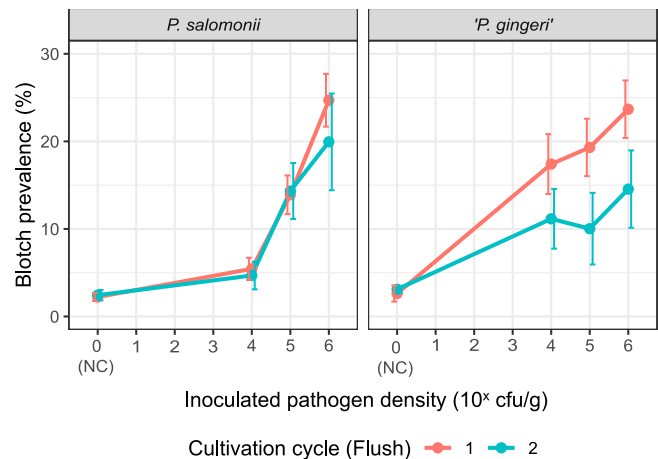 P. salomonii 'P. gingeri'
Blotch prevalence (%)
30
20
10
0
0 1 2 3 4 5 6 0 1 2 3 4 5 6
(NC) (NC)
Inoculated pathogen density (10ˣ cfu/g)
Cultivation cycle (Flush) 1 2